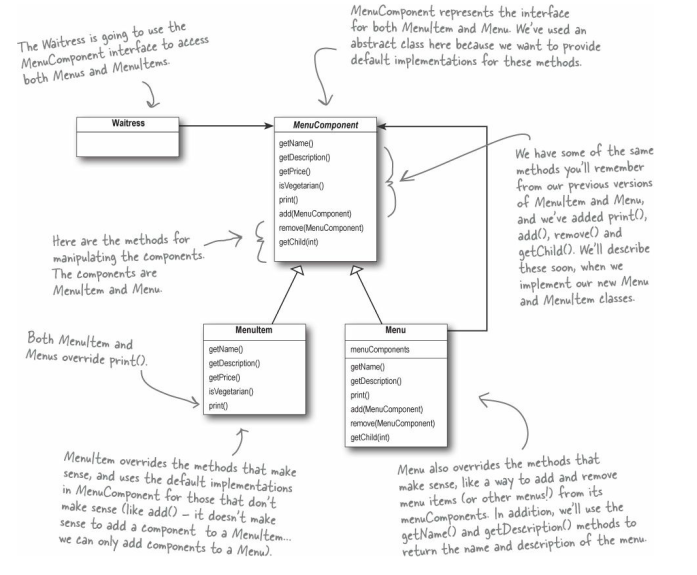 MenuComponent represents the interface
for both MenuItem and Menu. We've used an
abstract class here because we want to provide
default implementations for these methods.
The Waitress is going to use the
MenuComponent interface to access
both Menus and MenuItems.
Waitress
MenuComponent
getName()
getDescription()
getPrice()
isVegetarian()
print()
add(MenuComponent)
remove(MenuComponent)
getChild(int)
We have some of the same
methods you'll remember
from our previous versions
of MenuItem and Menu,
and we've added print(),
add(), remove() and
getChild(). We'll describe
these soon, when we
implement our new Menu
and MenuItem classes.
Here are the methods for
manipulating the components.
The components are
MenuItem and Menu.
MenuItem
getName()
getDescription()
getPrice()
isVegetarian()
print()
Menu
menuComponents
getName()
getDescription()
print()
add(MenuComponent)
remove(MenuComponent)
getChild(int)
Both MenuItem and
Menus override print().
MenuItem overrides the methods that make
sense, and uses the default implementations
in MenuComponent for those that don't
make sense (like add() – it doesn't make
sense to add a component to a MenuItem...
we can only add components to a Menu).
Menu also overrides the methods that
make sense, like a way to add and remove
menu items (or other menus!) from its
menuComponents. In addition, we'll use the
getName() and getDescription() methods to
return the name and description of the menu.